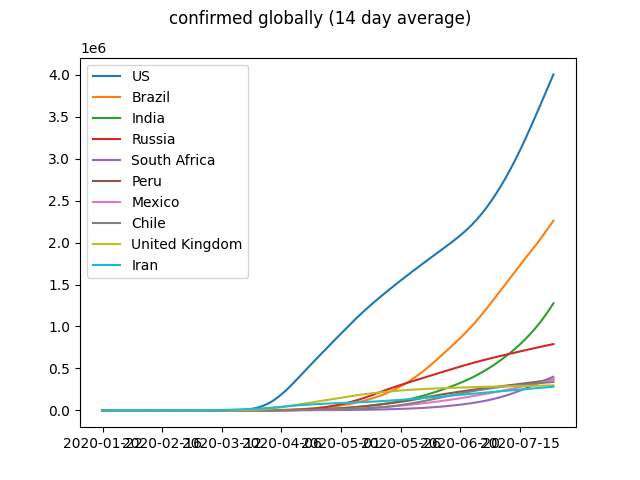 confirmed globally (14 day average)
1e6
4.0
3.5
3.0
2.5
2.0
1.5
1.0
0.5
0.0
US
Brazil
India
Russia
South Africa
Peru
Mexico
Chile
United Kingdom
Iran
2020-01-22 2020-02-16 2020-03-12 2020-04-06 2020-05-01 2020-05-26 2020-06-20 2020-07-15